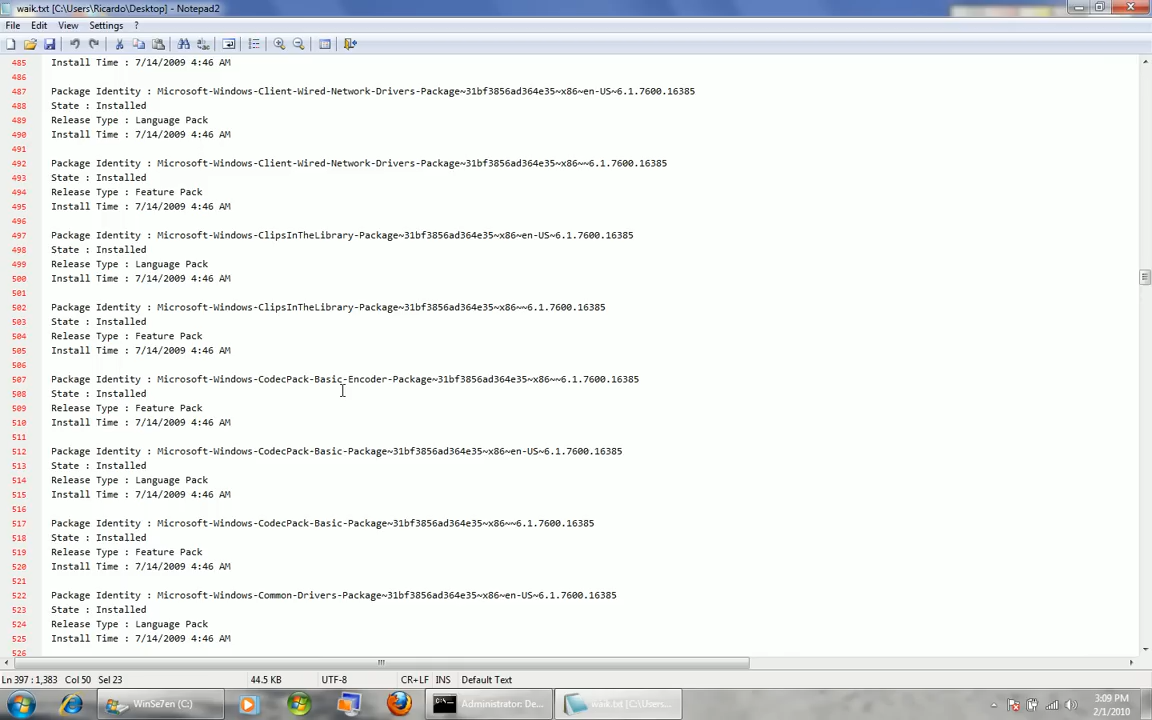 waik.txt [C:\Users\Ricardo\Desktop] - Notepad2
File Edit View Settings ?
485 Install Time : 7/14/2009 4:46 AM
486
487 Package Identity : Microsoft-Windows-Client-Wired-Network-Drivers-Package~31bf3856ad364e35~x86~en-US~6.1.7600.16385
488 State : Installed
489 Release Type : Language Pack
490 Install Time : 7/14/2009 4:46 AM
491
492 Package Identity : Microsoft-Windows-Client-Wired-Network-Drivers-Package~31bf3856ad364e35~x86~~6.1.7600.16385
493 State : Installed
494 Release Type : Feature Pack
495 Install Time : 7/14/2009 4:46 AM
496
497 Package Identity : Microsoft-Windows-ClipsInTheLibrary-Package~31bf3856ad364e35~x86~en-US~6.1.7600.16385
498 State : Installed
499 Release Type : Language Pack
500 Install Time : 7/14/2009 4:46 AM
501
502 Package Identity : Microsoft-Windows-ClipsInTheLibrary-Package~31bf3856ad364e35~x86~~6.1.7600.16385
503 State : Installed
504 Release Type : Feature Pack
505 Install Time : 7/14/2009 4:46 AM
506
507 Package Identity : Microsoft-Windows-CodecPack-Basic-Encoder-Package~31bf3856ad364e35~x86~~6.1.7600.16385
508 State : Installed
509 Release Type : Feature Pack
510 Install Time : 7/14/2009 4:46 AM
511
512 Package Identity : Microsoft-Windows-CodecPack-Basic-Package~31bf3856ad364e35~x86~en-US~6.1.7600.16385
513 State : Installed
514 Release Type : Language Pack
515 Install Time : 7/14/2009 4:46 AM
516
517 Package Identity : Microsoft-Windows-CodecPack-Basic-Package~31bf3856ad364e35~x86~~6.1.7600.16385
518 State : Installed
519 Release Type : Feature Pack
520 Install Time : 7/14/2009 4:46 AM
521
522 Package Identity : Microsoft-Windows-Common-Drivers-Package~31bf3856ad364e35~x86~en-US~6.1.7600.16385
523 State : Installed
524 Release Type : Language Pack
525 Install Time : 7/14/2009 4:46 AM
526
Ln 397 : 1,383 Col 50 Sel 23 44.5 KB UTF-8 CR+LF INS Default Text
WinSe7en (C:) Administrator: De... waik.txt [C:\Users... 3:09 PM
2/1/2010